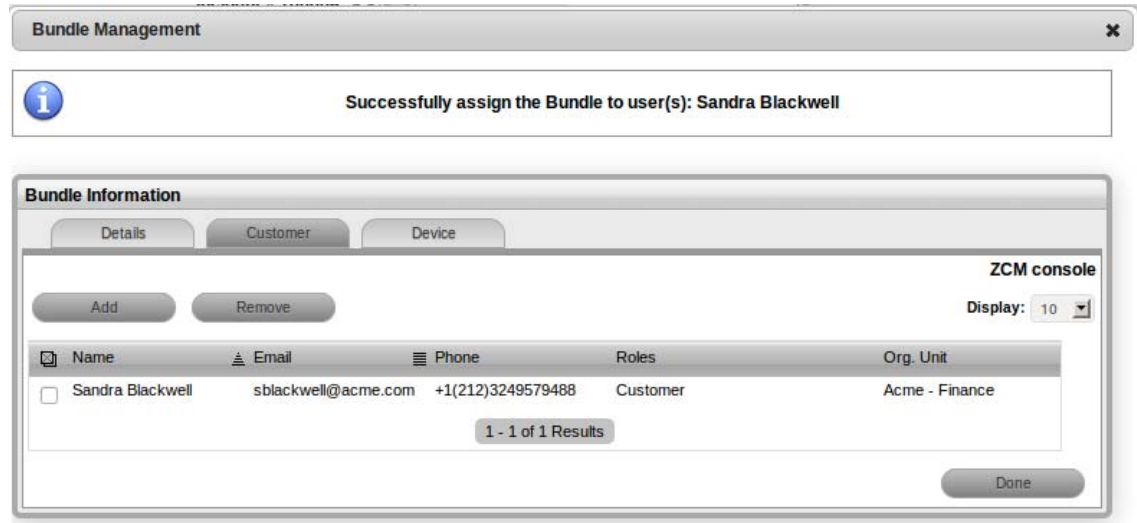 Bundle Management
Successfully assign the Bundle to user(s): Sandra Blackwell
Bundle Information
Details Customer Device
ZCM console
Add Remove Display: 10
Name Email Phone Roles Org. Unit
Sandra Blackwell sblackwell@acme.com +1(212)3249579488 Customer Acme - Finance
1 - 1 of 1 Results
Done